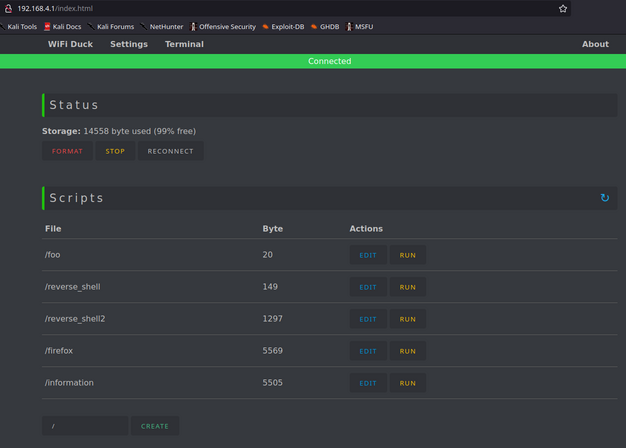 192.168.4.1/index.html
Kali Tools Kali Docs Kali Forums NetHunter Offensive Security Exploit-DB GHDB MSFU
WiFi Duck Settings Terminal About
Connected
Status
Storage: 14558 byte used (99% free)
FORMAT STOP RECONNECT
Scripts
File Byte Actions
/foo 20 EDIT RUN
/reverse_shell 149 EDIT RUN
/reverse_shell2 1297 EDIT RUN
/firefox 5569 EDIT RUN
/information 5505 EDIT RUN
/ CREATE